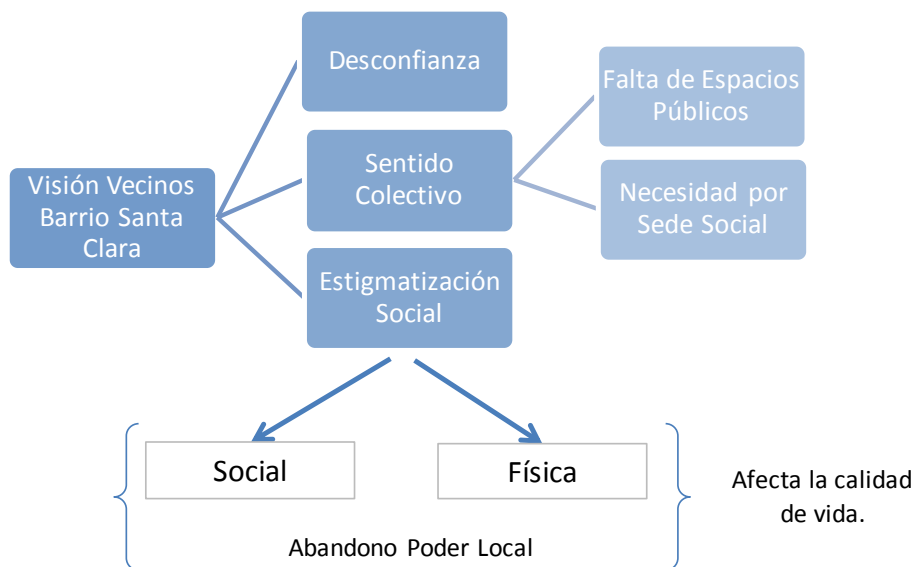 Visión Vecinos
Barrio Santa
Clara
Desconfianza
Sentido
Colectivo
Falta de Espacios
Públicos
Necesidad por
Sede Social
Estigmatización
Social
Social
Física
Abandono Poder Local
Afecta la calidad
de vida.